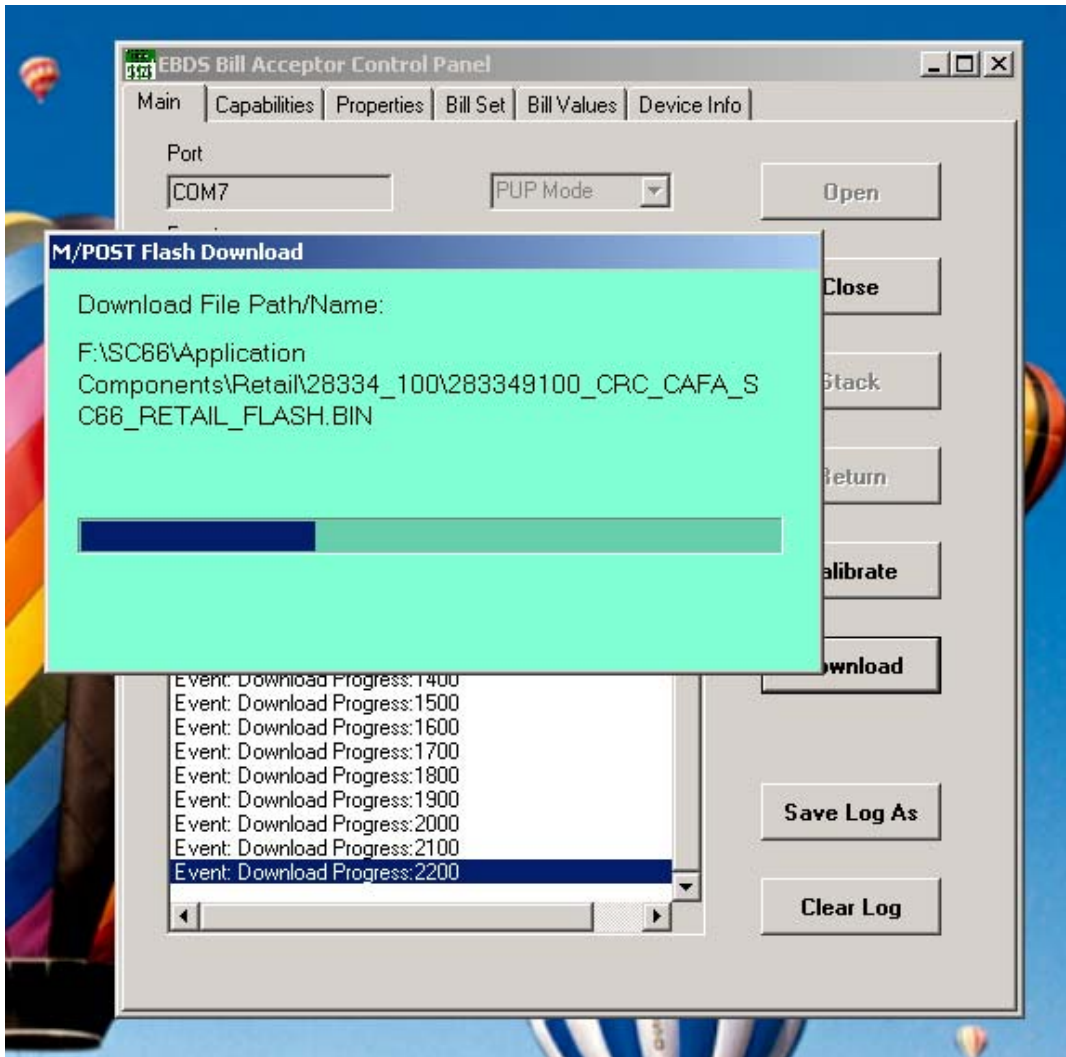 EBDS Bill Acceptor Control Panel
Main Capabilities Properties Bill Set Bill Values Device Info
Port
COM7 PUP Mode Open
M/POST Flash Download
Close
Download File Path/Name:
F:\SC66\Application
Components\Retail\28334_100\283349100_CRC_CAFA_S
C66_RETAIL_FLASH.BIN
Stack
Return
alibrate
ownload
Event: Download Progress:1400
Event: Download Progress:1500
Event: Download Progress:1600
Event: Download Progress:1700
Event: Download Progress:1800
Event: Download Progress:1900
Event: Download Progress:2000
Event: Download Progress:2100
Event: Download Progress:2200
Save Log As
Clear Log